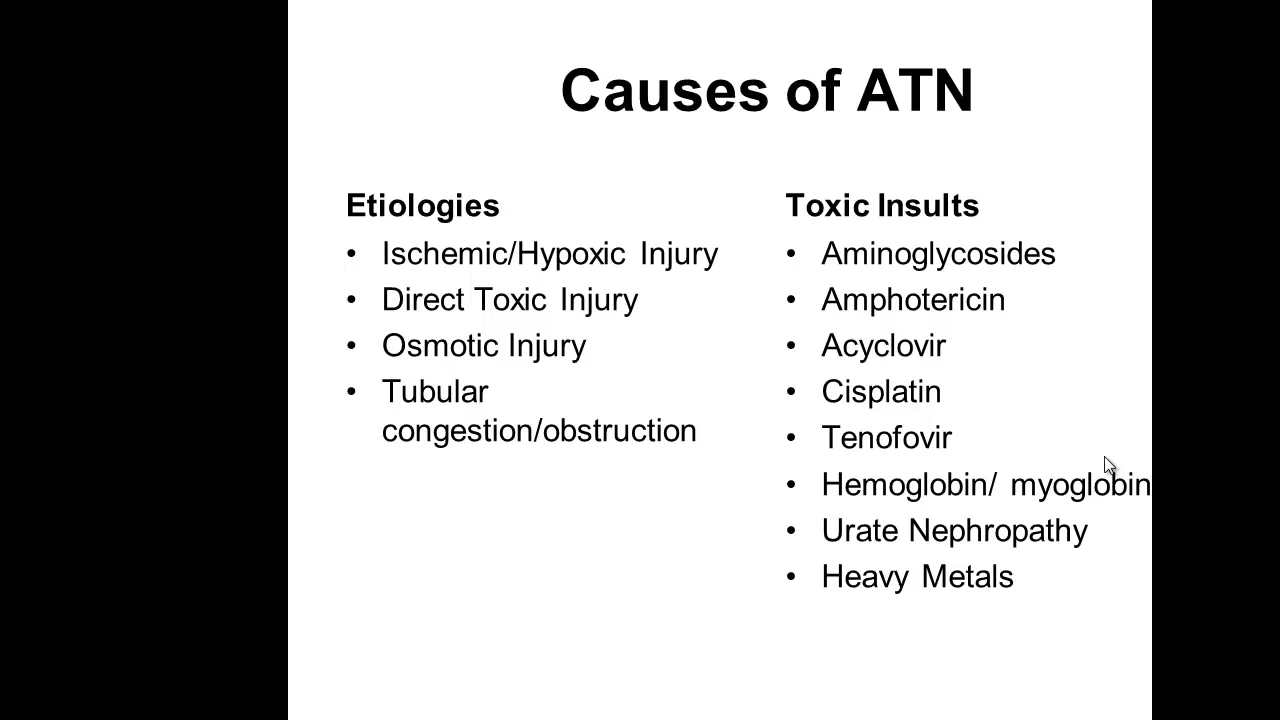 Causes of ATN
Etiologies
• Ischemic/Hypoxic Injury
• Direct Toxic Injury
• Osmotic Injury
• Tubular
congestion/obstruction
Toxic Insults
• Aminoglycosides
• Amphotericin
• Acyclovir
• Cisplatin
• Tenofovir
• Hemoglobin/ myoglobin
• Urate Nephropathy
• Heavy Metals